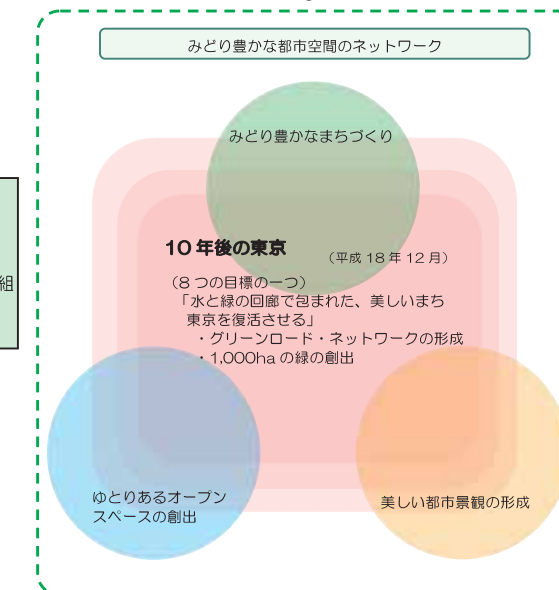 みどり豊かな都市空間のネットワーク
みどり豊かなまちづくり
組
10年後の東京 （平成18年12月）
（8つの目標の一つ）
「水と緑の回廊で包まれた、美しいまち
東京を復活させる」
・グリーンロード・ネットワークの形成
・1,000haの緑の創出
ゆとりあるオープン
スペースの創出
美しい都市景観の形成